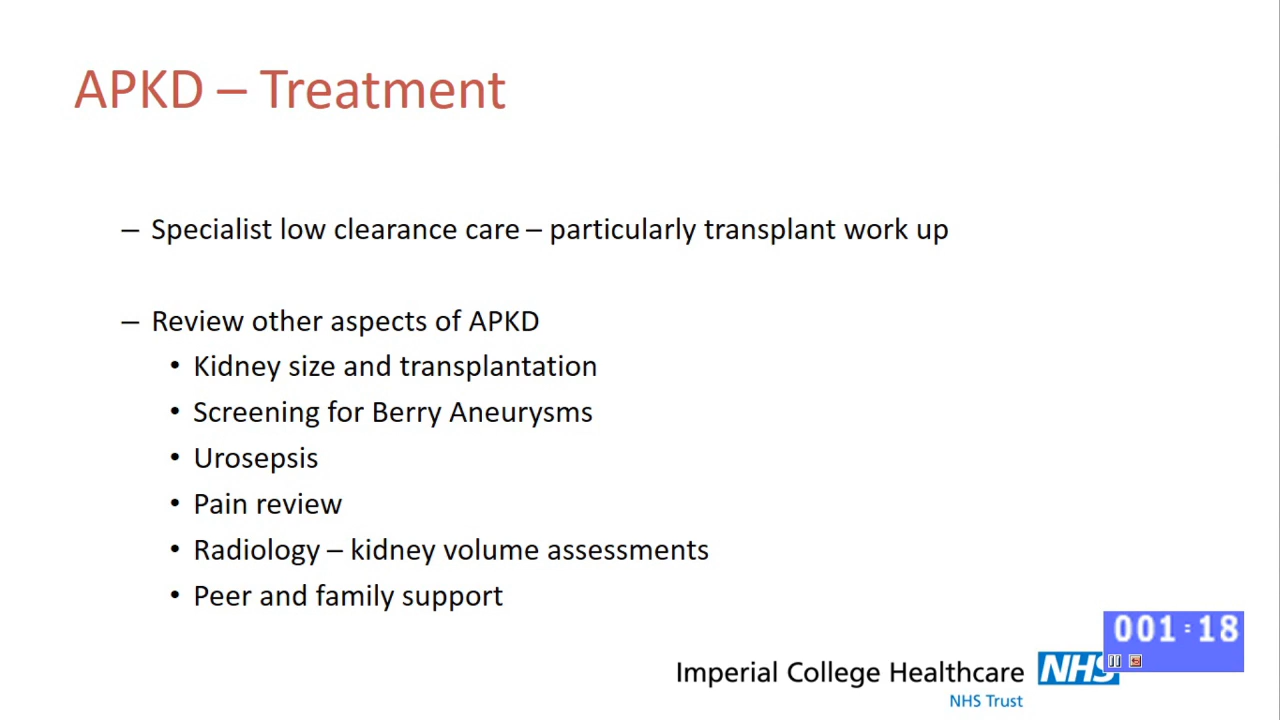 APKD – Treatment
– Specialist low clearance care – particularly transplant work up
– Review other aspects of APKD
• Kidney size and transplantation
• Screening for Berry Aneurysms
• Urosepsis
• Pain review
• Radiology – kidney volume assessments
• Peer and family support
001:18
Imperial College Healthcare NHS
NHS Trust